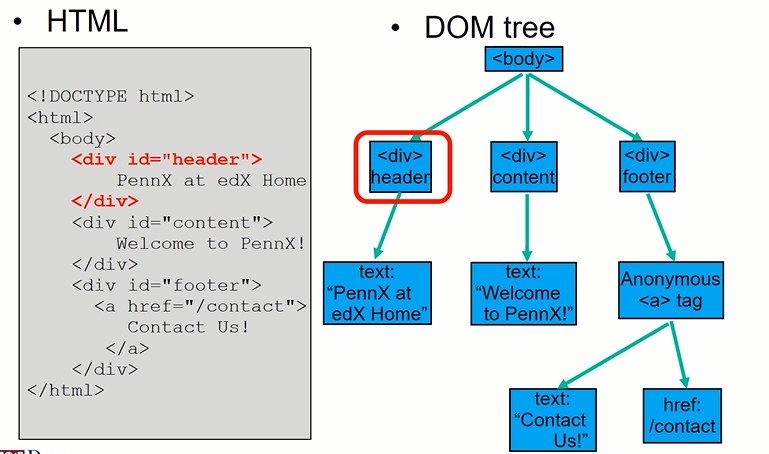 • HTML
<!DOCTYPE html>
<html>
<body>
<div id="header">
PennX at edX Home
</div>
<div id="content">
Welcome to PennX!
</div>
<div id="footer">
<a href="/contact">
Contact Us!
</a>
</div>
</html>
• DOM tree
<body>
<div>
header
<div>
content
<div>
footer
text:
“PennX at
edX Home”
text:
“Welcome
to PennX!”
Anonymous
<a> tag
text:
“Contact
Us!”
href:
/contact